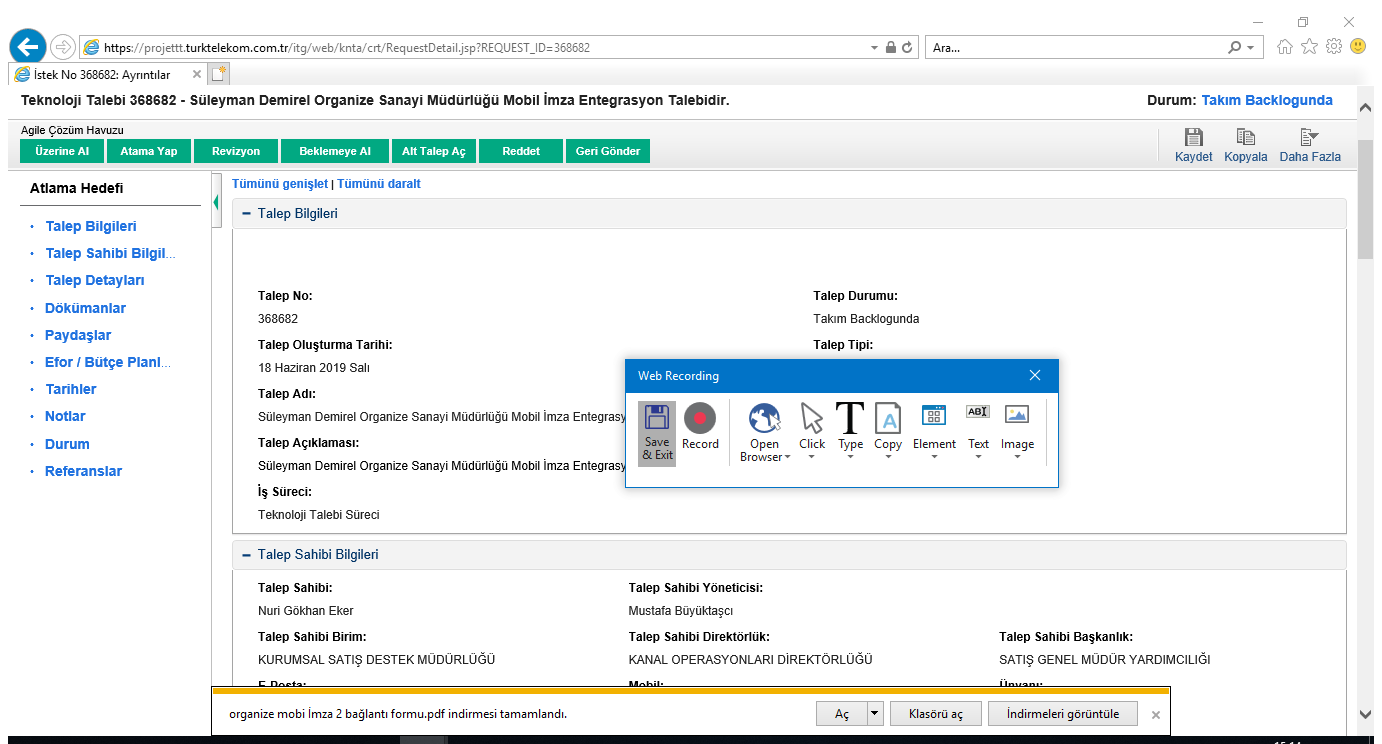 https://projettt.turktelekom.com.tr/itg/web/knta/crt/RequestDetail.jsp?REQUEST_ID=368682
Ara...
İstek No 368682: Ayrıntılar
Teknoloji Talebi 368682 - Süleyman Demirel Organize Sanayi Müdürlüğü Mobil İmza Entegrasyon Talebidir.
Durum: Takım Backlogunda
Agile Çözüm Havuzu
Üzerine Al Atama Yap Revizyon Beklemeye Al Alt Talep Aç Reddet Geri Gönder
Kaydet Kopyala Daha Fazla
Atlama Hedefi
Talep Bilgileri
Talep Sahibi Bilgil...
Talep Detayları
Dökümanlar
Paydaşlar
Efor / Bütçe Planl...
Tarihler
Notlar
Durum
Referanslar
Tümünü genişlet | Tümünü daralt
Talep Bilgileri
Talep No: Talep Durumu:
368682 Takım Backlogunda
Talep Oluşturma Tarihi: Talep Tipi:
18 Haziran 2019 Salı
Talep Adı:
Süleyman Demirel Organize Sanayi Müdürlüğü Mobil İmza Entegrasy
Talep Açıklaması:
Süleyman Demirel Organize Sanayi Müdürlüğü Mobil İmza Entegrasy
İş Süreci:
Teknoloji Talebi Süreci
Web Recording
Save & Exit
Record
Open Browser
Click
Type
Copy
Element
ABI
Text
Image
Talep Sahibi Bilgileri
Talep Sahibi: Talep Sahibi Yöneticisi:
Nuri Gökhan Eker Mustafa Büyüktaşcı
Talep Sahibi Birim: Talep Sahibi Direktörlük: Talep Sahibi Başkanlık:
KURUMSAL SATIŞ DESTEK MÜDÜRLÜĞÜ KANAL OPERASYONLARI DİREKTÖRLÜĞÜ SATIŞ GENEL MÜDÜR YARDIMCILIĞI
E-Posta: Mobil: Ünvanı:
organize mobi İmza 2 bağlantı formu.pdf indirmesi tamamlandı.
Aç Klasörü aç İndirmeleri görüntüle